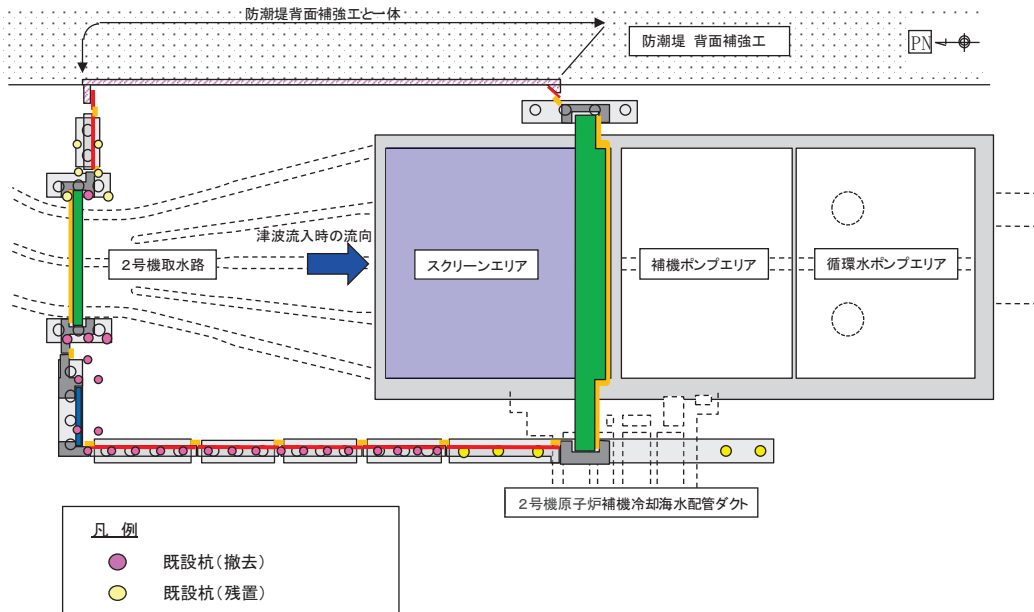 防潮堤背面補強工と一体
防潮堤 背面補強工
PN
津波流入時の流向
2号機取水路
スクリーンエリア
補機ポンプエリア
循環水ポンプエリア
2号機原子炉補機冷却海水配管ダクト
凡 例
既設杭(撤去)
既設杭(残置)